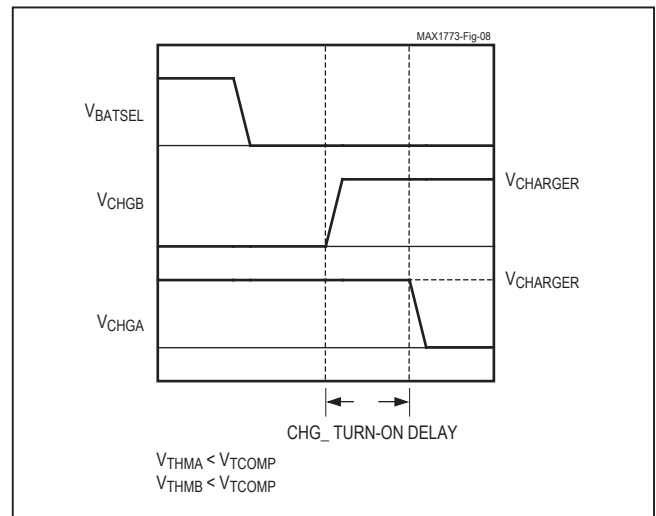 MAX1773-Fig-08
VBATSEL
VCHGB
VCHARGER
VCHARGER
VCHGA
CHG_ TURN-ON DELAY
VTHMA < VTCOMP
VTHMB < VTCOMP